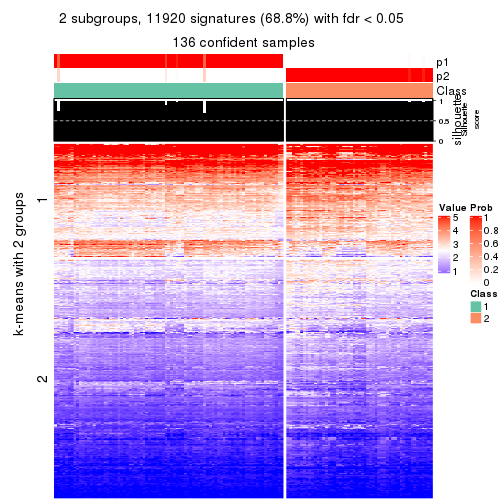 2 subgroups, 11920 signatures (68.8%) with fdr < 0.05
136 confident samples
p1
p2
Class
1
0.5
0
silhouette
Silhouette
score
k-means with 2 groups
1
2
Value
5
4
3
2
1
Prob
1
0.8
0.6
0.4
0.2
0
Class
1
2